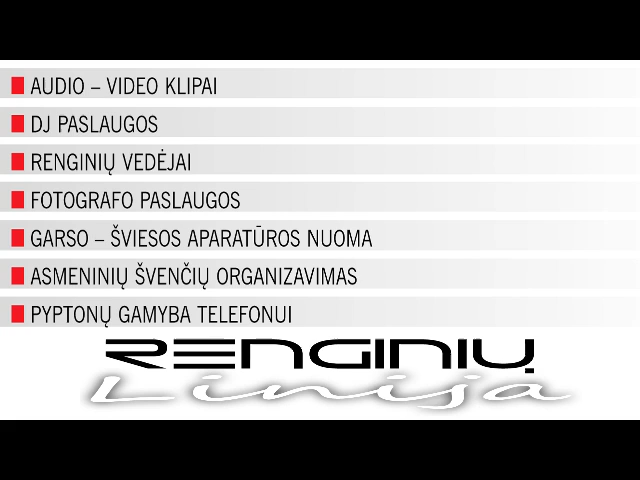 AUDIO – VIDEO KLIPAI
DJ PASLAUGOS
RENGINIŲ VEDĖJAI
FOTOGRAFO PASLAUGOS
GARSO – ŠVIESOS APARATŪROS NUOMA
ASMENINIŲ ŠVENČIŲ ORGANIZAVIMAS
PYPTONŲ GAMYBA TELEFONUI
RENGINIŲ
Linija